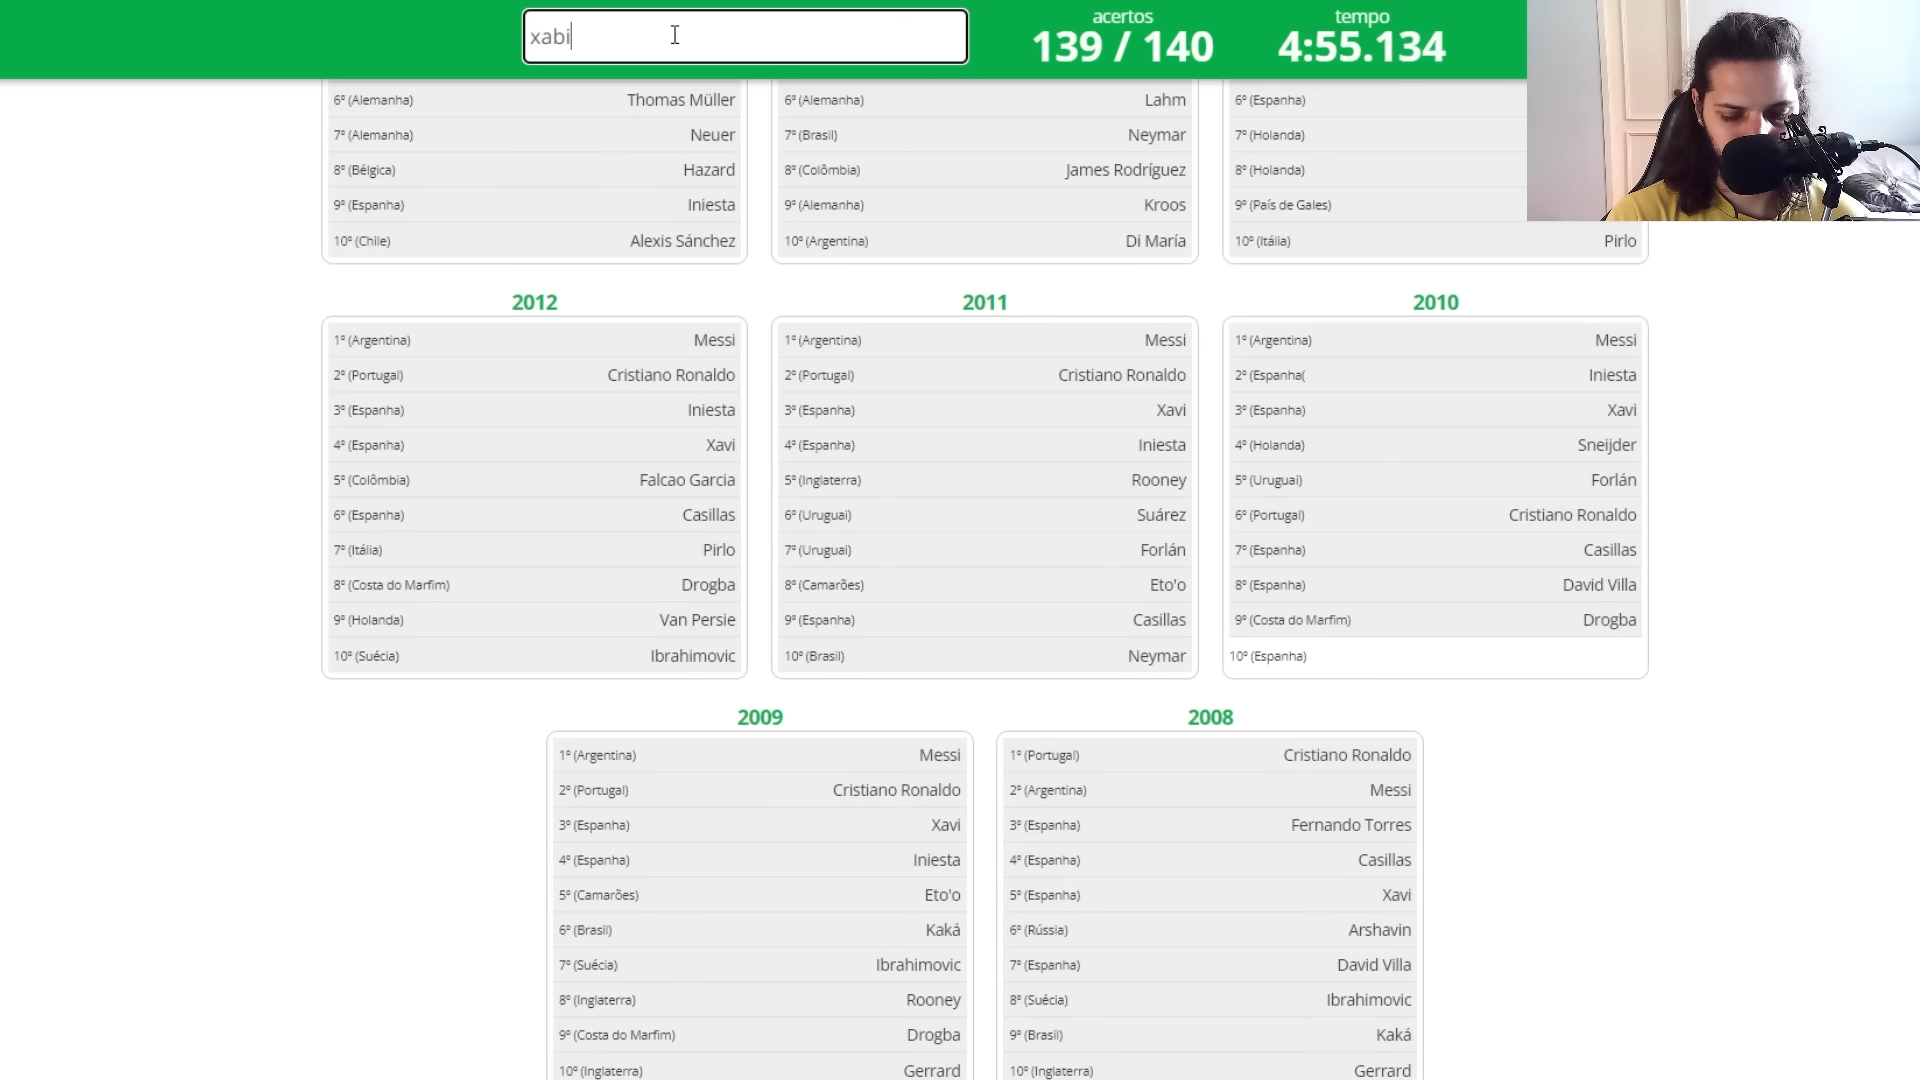 xabi
acertos
139 / 140
tempo
4:55.134
6º (Alemanha) Thomas Müller
7º (Alemanha) Neuer
8º (Bélgica) Hazard
9º (Espanha) Iniesta
10º (Chile) Alexis Sánchez
6º (Alemanha) Lahm
7º (Brasil) Neymar
8º (Colômbia) James Rodríguez
9º (Alemanha) Kroos
10º (Argentina) Di María
6º (Espanha)
7º (Holanda)
8º (Holanda)
9º (País de Gales)
10º (Itália) Pirlo
2012
1º (Argentina) Messi
2º (Portugal) Cristiano Ronaldo
3º (Espanha) Iniesta
4º (Espanha) Xavi
5º (Colômbia) Falcao Garcia
6º (Espanha) Casillas
7º (Itália) Pirlo
8º (Costa do Marfim) Drogba
9º (Holanda) Van Persie
10º (Suécia) Ibrahimovic
2011
1º (Argentina) Messi
2º (Portugal) Cristiano Ronaldo
3º (Espanha) Xavi
4º (Espanha) Iniesta
5º (Inglaterra) Rooney
6º (Uruguai) Suárez
7º (Uruguai) Forlán
8º (Camarões) Eto'o
9º (Espanha) Casillas
10º (Brasil) Neymar
2010
1º (Argentina) Messi
2º (Espanha( Iniesta
3º (Espanha) Xavi
4º (Holanda) Sneijder
5º (Uruguai) Forlán
6º (Portugal) Cristiano Ronaldo
7º (Espanha) Casillas
8º (Espanha) David Villa
9º (Costa do Marfim) Drogba
10º (Espanha)
2009
1º (Argentina) Messi
2º (Portugal) Cristiano Ronaldo
3º (Espanha) Xavi
4º (Espanha) Iniesta
5º (Camarões) Eto'o
6º (Brasil) Kaká
7º (Suécia) Ibrahimovic
8º (Inglaterra) Rooney
9º (Costa do Marfim) Drogba
10º (Inglaterra) Gerrard
2008
1º (Portugal) Cristiano Ronaldo
2º (Argentina) Messi
3º (Espanha) Fernando Torres
4º (Espanha) Casillas
5º (Espanha) Xavi
6º (Rússia) Arshavin
7º (Espanha) David Villa
8º (Suécia) Ibrahimovic
9º (Brasil) Kaká
10º (Inglaterra) Gerrard